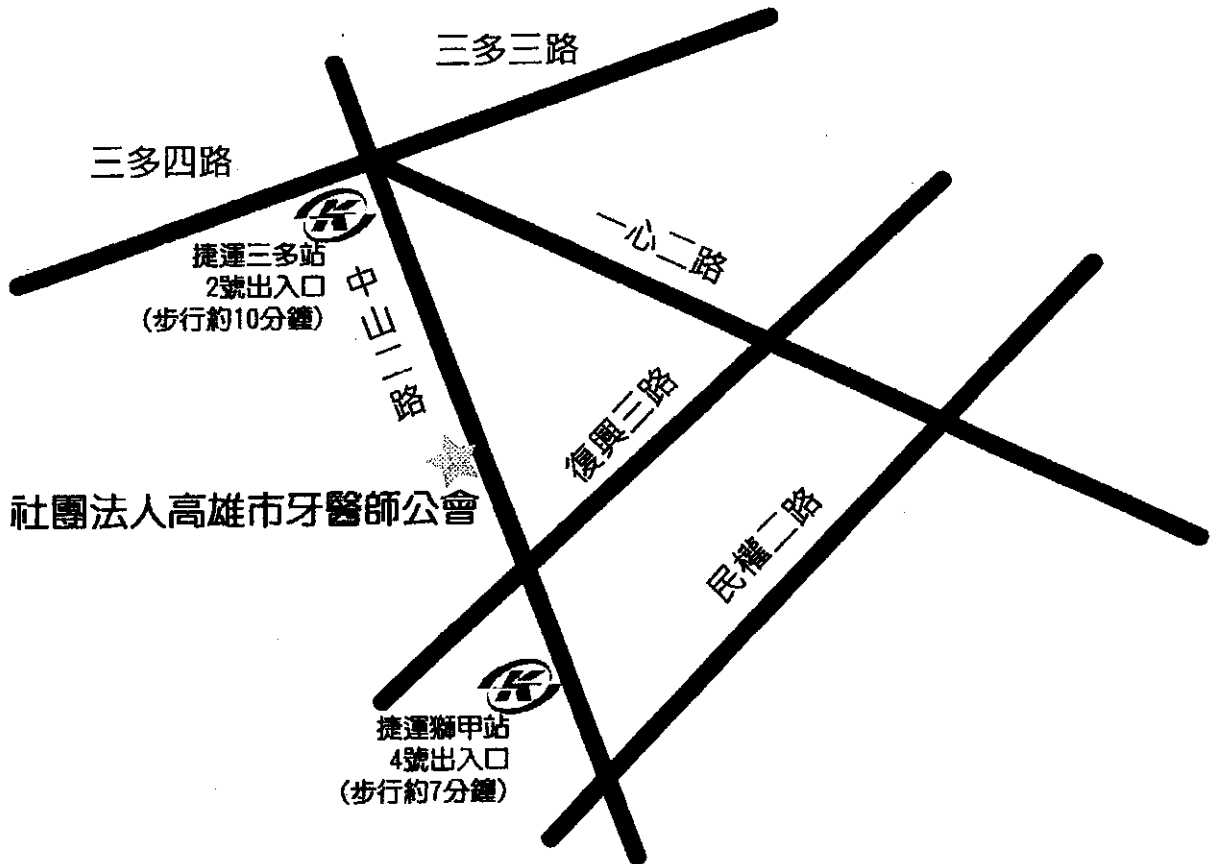 三多三路
三多四路
捷運三多站
2號出入口
(步行約10分鐘)
中山二路
一心二路
復興三路
社團法人高雄市牙醫師公會
民權二路
捷運獅甲站
4號出入口
(步行約7分鐘)